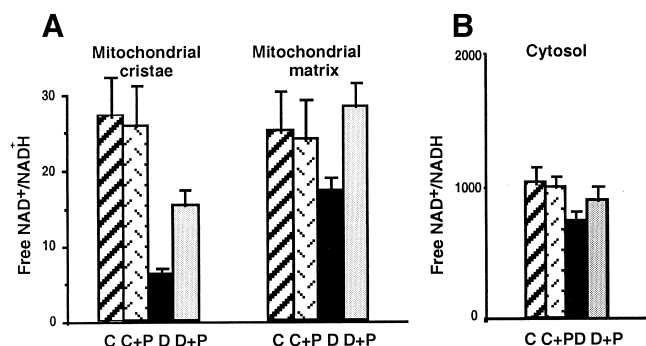 A
Mitochondrial
cristae
Mitochondrial
matrix
Free NAD+/NADH+
30
20
10
0
C C+P D D+P
C C+P D D+P
B
Cytosol
Free NAD+/NADH
2000
1000
0
C C+PD D+P